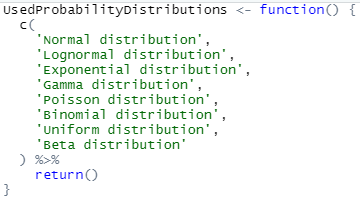 UsedProbabilityDistributions <- function() {
  c(
    'Normal distribution',
    'Lognormal distribution',
    'Exponential distribution',
    'Gamma distribution',
    'Poisson distribution',
    'Binomial distribution',
    'Uniform distribution',
    'Beta distribution'
  ) %>%
    return()
}